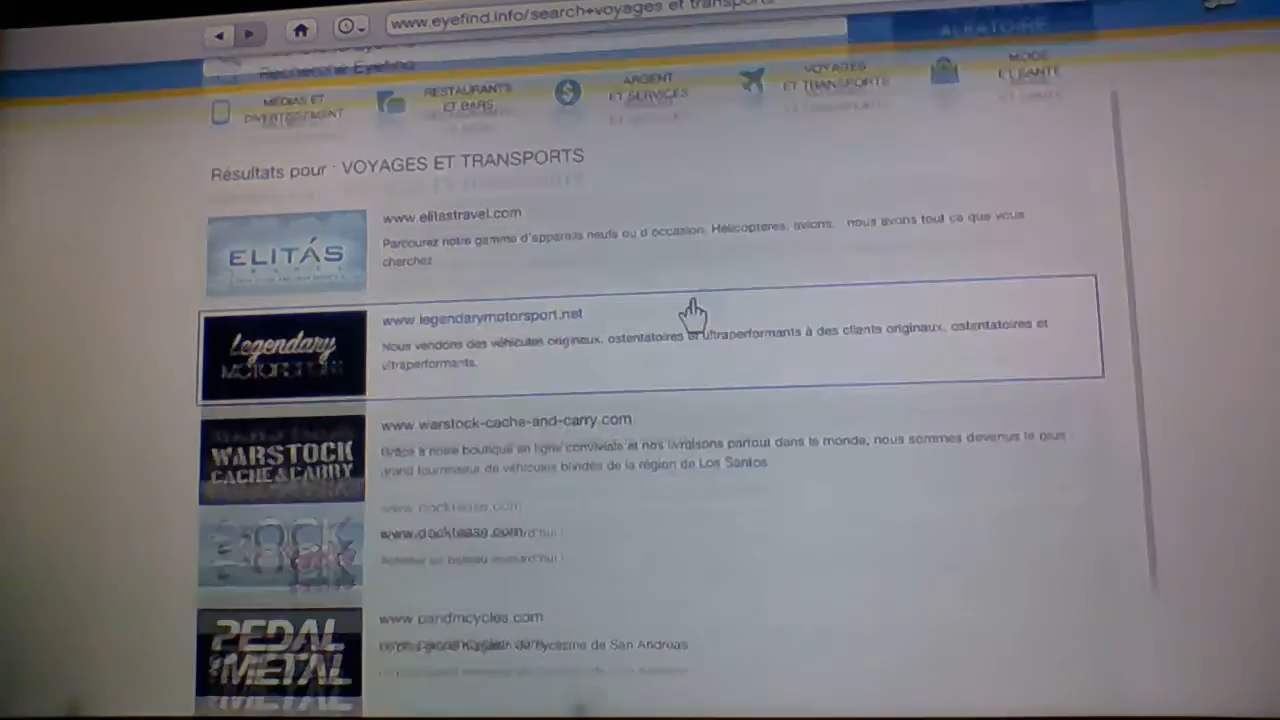 www.eyefind.info/search+voyages et transports
ALEATOIRE
Recherche Eyefind
MÉDIAS ET
DIVERTISSEMENT
RESTAURANTS
ET BARS
ARGENT
ET SERVICES
VOYAGES
ET TRANSPORTS
MODE
ET SANTÉ
Résultats pour : VOYAGES ET TRANSPORTS
ELITÁS
www.elitastravel.com
Parcourez notre gamme d'appareils neufs ou d'occasion. Hélicoptères, avions, nous avons tout ce que vous
cherchez
Legendary
MOTORSPORT
www.legendarymotorsport.net
Nous vendons des véhicules originaux, ostentatoires et ultraperformants à des clients originaux, ostentatoires et
ultraperformants.
WARSTOCK
CACHE & CARRY
www.warstock-cache-and-carry.com
Grâce à notre boutique en ligne conviviale et nos livraisons partout dans le monde, nous sommes devenus le plus
grand fournisseur de véhicules blindés de la région de Los Santos
DOCK
www.docktease.com
PEDAL
METAL
www.pandmcycles.com
de San Andreas